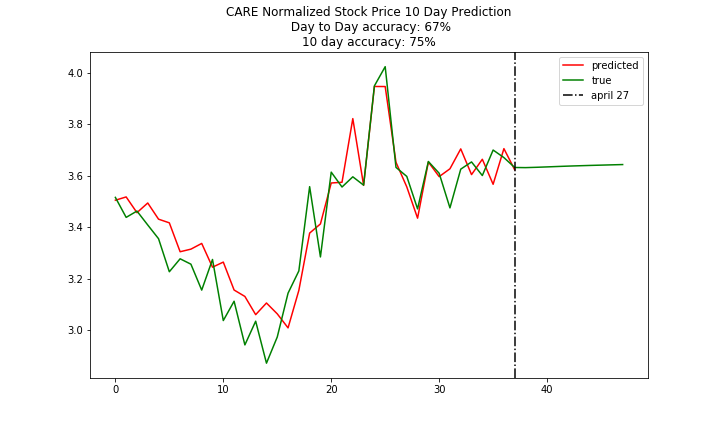 CARE Normalized Stock Price 10 Day Prediction
Day to Day accuracy: 67%
10 day accuracy: 75%
predicted
true
april 27
4.0
3.8
3.6
3.4
3.2
3.0
0
10
20
30
40